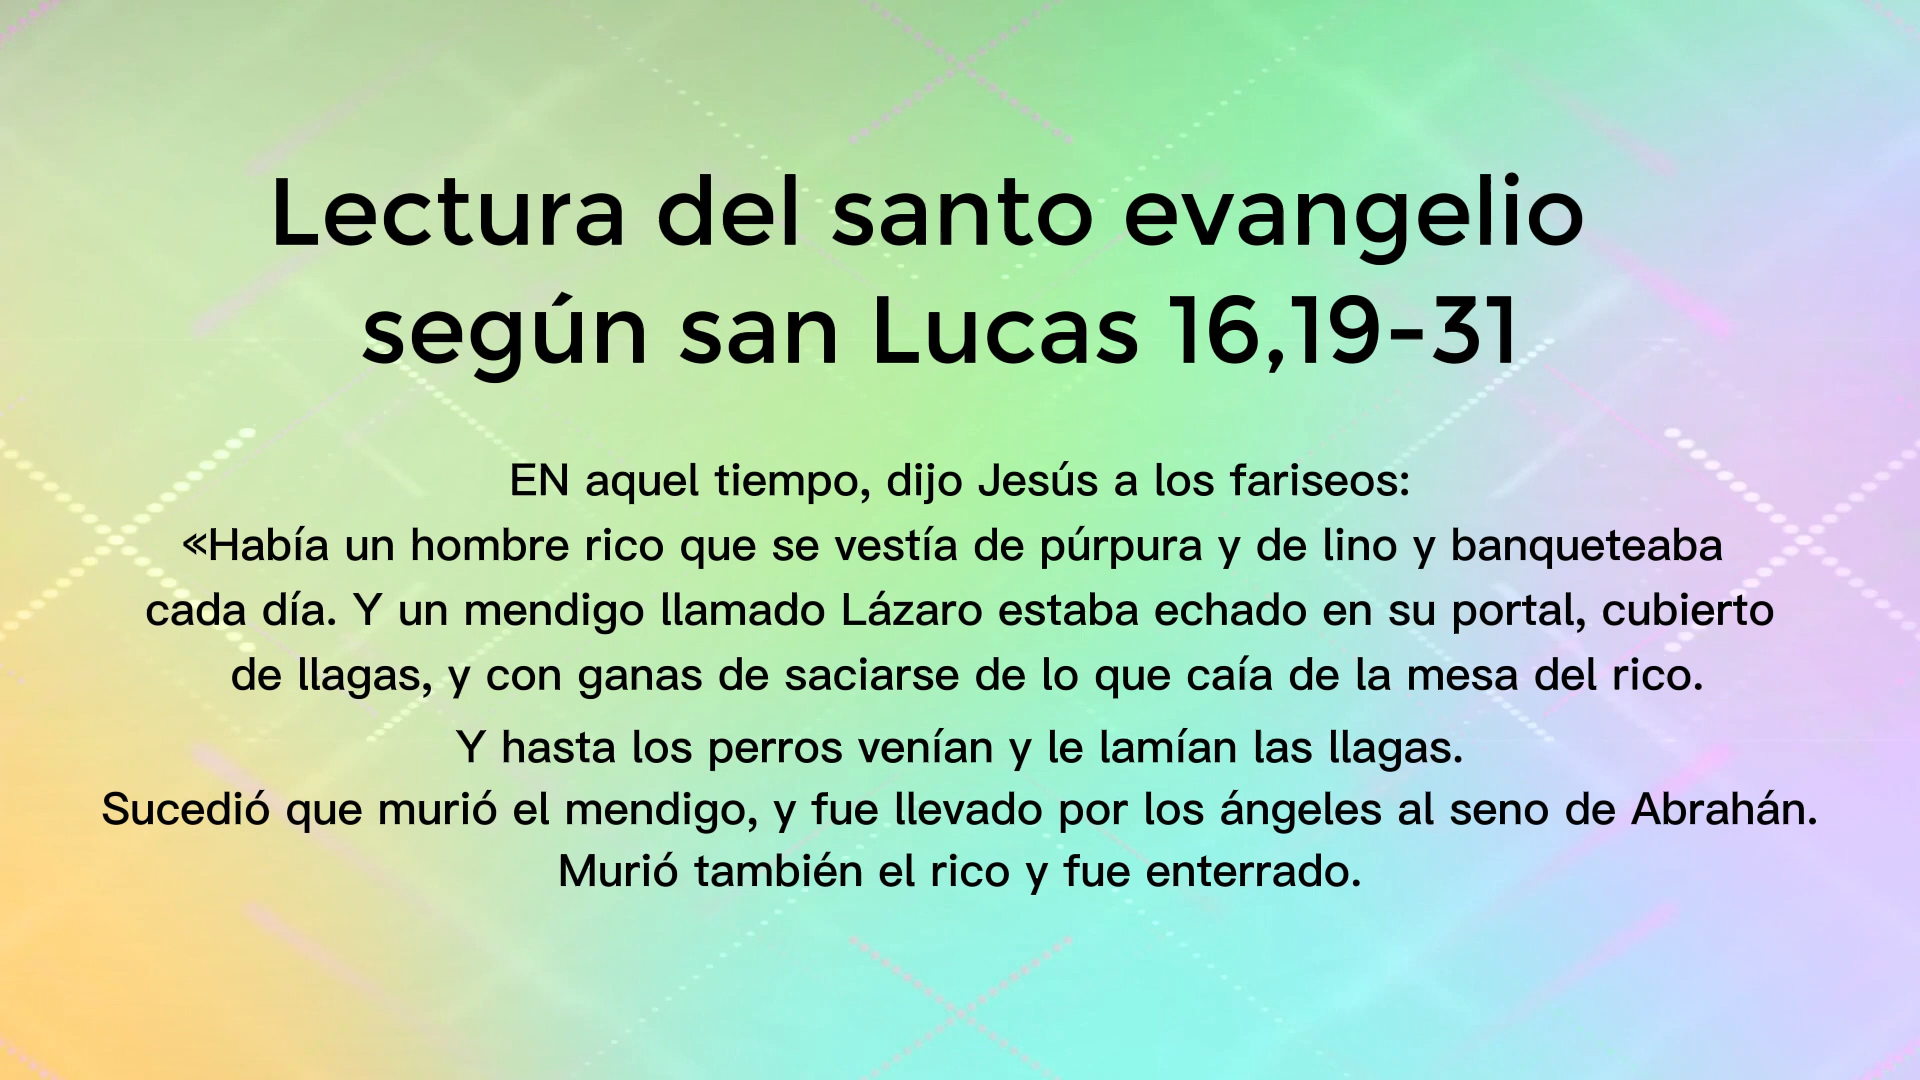 Lectura del santo evangelio
según san Lucas 16,19-31
EN aquel tiempo, dijo Jesús a los fariseos:
«Había un hombre rico que se vestía de púrpura y de lino y banqueteaba
cada día. Y un mendigo llamado Lázaro estaba echado en su portal, cubierto
de llagas, y con ganas de saciarse de lo que caía de la mesa del rico.
Y hasta los perros venían y le lamían las llagas.
Sucedió que murió el mendigo, y fue llevado por los ángeles al seno de Abrahán.
Murió también el rico y fue enterrado.